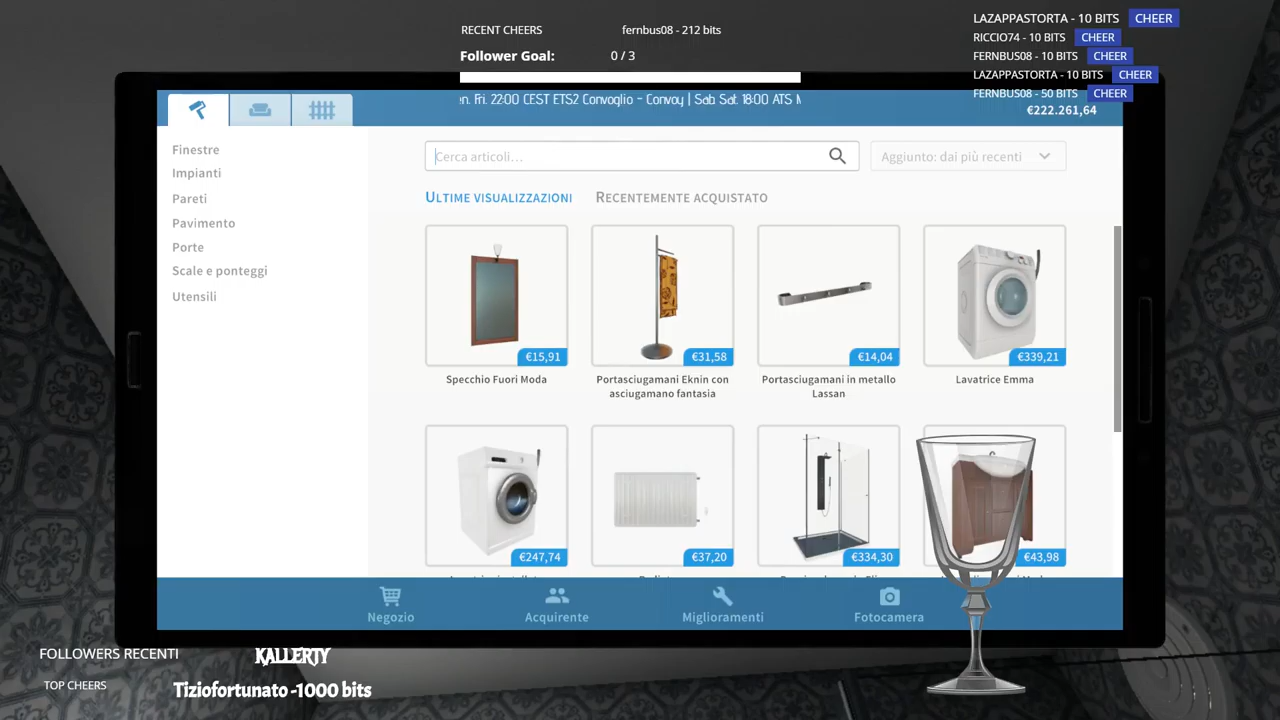 RECENT CHEERS
fernbus08 - 212 bits
Follower Goal:
0 / 3
LAZAPPASTORTA - 10 BITS CHEER
RICCIO74 - 10 BITS CHEER
FERNBUS08 - 10 BITS CHEER
LAZAPPASTORTA - 10 BITS CHEER
FERNBUS08 - 50 BITS CHEER
Fri. 22:00 CEST ETS2 Convoglio - Convoy | Sab Sat. 18:00 ATS
€222.261,64
Finestre
Impianti
Pareti
Pavimento
Porte
Scale e ponteggi
Utensili
Cerca articoli...
Aggiunto: dai più recenti
ULTIME VISUALIZZAZIONI
RECENTEMENTE ACQUISTATO
€15,91
€31,58
€14,04
€339,21
Specchio Fuori Moda
Portasciugamani Eknin con
asciugamano fantasia
Portasciugamani in metallo
Lassan
Lavatrice Emma
€247,74
€37,20
€334,30
€43,98
Negozio
Acquirente
Miglioramenti
Fotocamera
FOLLOWERS RECENTI
KALLERTY
TOP CHEERS
Tiziofortunato -1000 bits